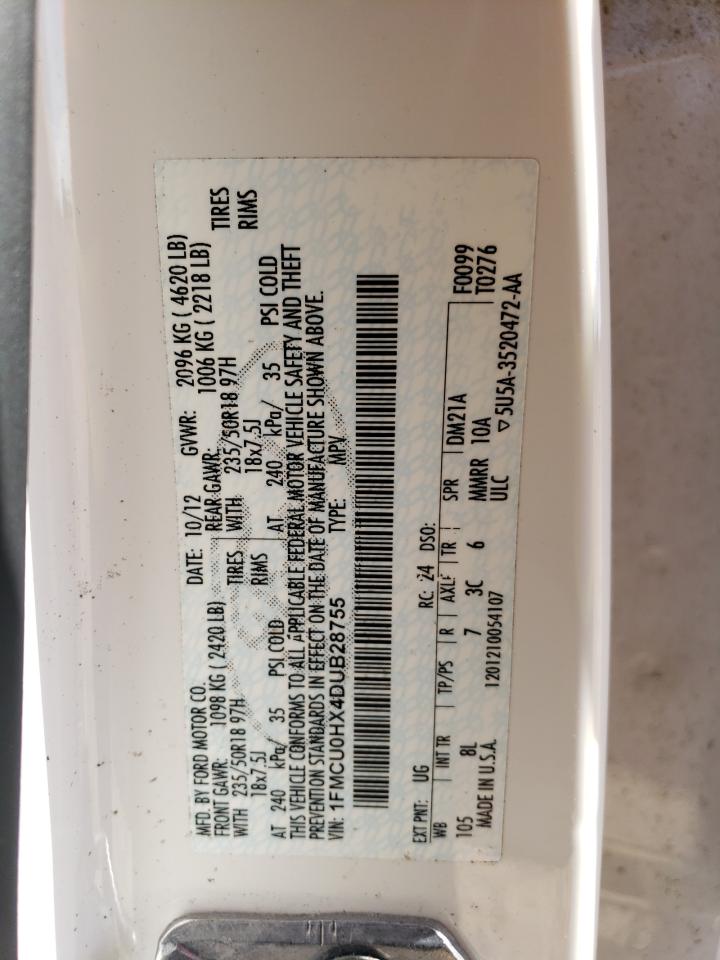 MFD. BY FORD MOTOR CO.
DATE: 10/12 GVWR: 2096 KG ( 4620 LB)
FRONT GAWR: 1098 KG ( 2420 LB)
REAR GAWR: 1006 KG ( 2218 LB)
WITH 235/50R18 97H TIRES
WITH 235/50R18 97H TIRES
18x7.5J RIMS
18x7.5J RIMS
AT 240 kPa/ 35 PSI COLD
AT 240 kPa/ 35 PSI COLD
THIS VEHICLE CONFORMS TO ALL APPLICABLE FEDERAL MOTOR VEHICLE SAFETY AND THEFT
PREVENTION STANDARDS IN EFFECT ON THE DATE OF MANUFACTURE SHOWN ABOVE.
VIN: 1FMCU0HX4DUB28755 TYPE: MPV
EXT PNT: UG RC: 24 DSO: F0099
WB INT TR TP/PS R AXLE TR SPR DM21A T0276
105 8L 7 3C 6 MMRR 10A
MADE IN U.S.A. 1201210054107 ULC ▽5U5A-3520472-AA